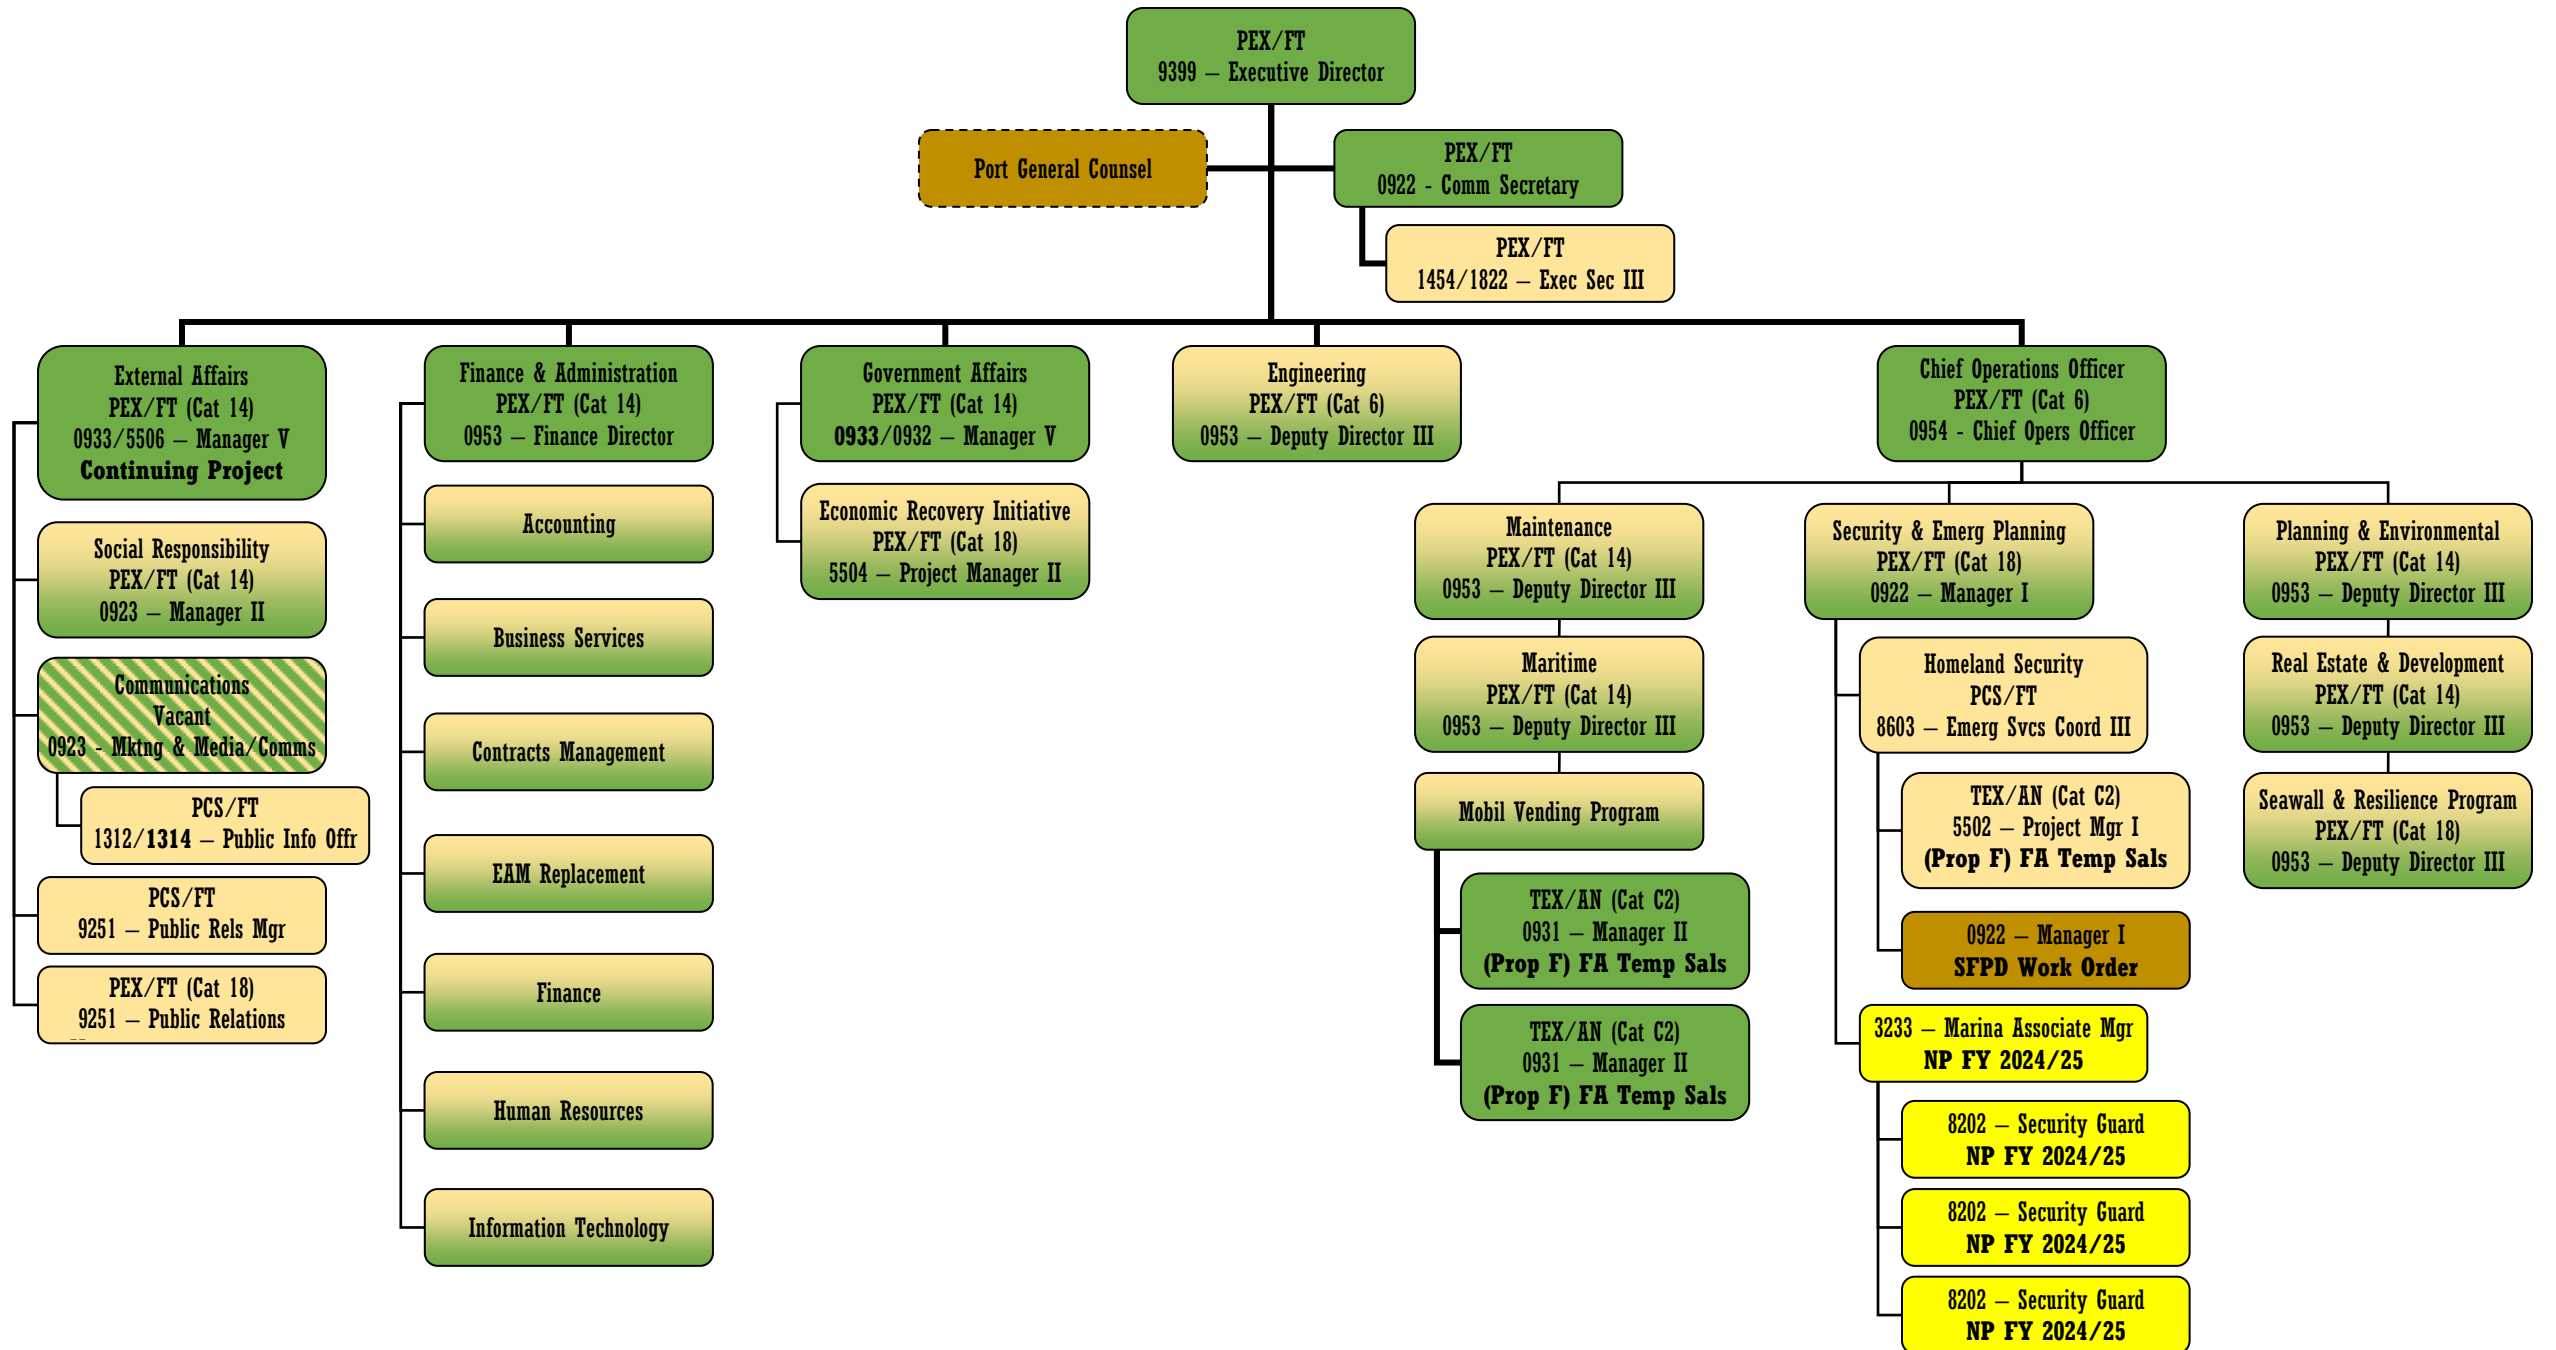 PEX/FT
9399 – Executive Director
Port General Counsel
PEX/FT
0922 - Comm Secretary
PEX/FT
1454/1822 – Exec Sec III
External Affairs
PEX/FT (Cat 14)
0933/5506 – Manager V
Continuing Project
Social Responsibility
PEX/FT (Cat 14)
0923 – Manager II
Communications
Vacant
0923 - Mktng & Media/Comms
PCS/FT
1312/1314 – Public Info Offr
PCS/FT
9251 – Public Rels Mgr
PEX/FT (Cat 18)
9251 – Public Relations
Finance & Administration
PEX/FT (Cat 14)
0953 – Finance Director
Accounting
Business Services
Contracts Management
EAM Replacement
Finance
Human Resources
Information Technology
Government Affairs
PEX/FT (Cat 14)
0933/0932 – Manager V
Economic Recovery Initiative
PEX/FT (Cat 18)
5504 – Project Manager II
Engineering
PEX/FT (Cat 6)
0953 – Deputy Director III
Chief Operations Officer
PEX/FT (Cat 6)
0954 - Chief Opers Officer
Maintenance
PEX/FT (Cat 14)
0953 – Deputy Director III
Maritime
PEX/FT (Cat 14)
0953 – Deputy Director III
Mobil Vending Program
TEX/AN (Cat C2)
0931 – Manager II
(Prop F) FA Temp Sals
TEX/AN (Cat C2)
0931 – Manager II
(Prop F) FA Temp Sals
Security & Emerg Planning
PEX/FT (Cat 18)
0922 – Manager I
Homeland Security
PCS/FT
8603 – Emerg Svcs Coord III
TEX/AN (Cat C2)
5502 – Project Mgr I
(Prop F) FA Temp Sals
0922 – Manager I
SFPD Work Order
3233 – Marina Associate Mgr
NP FY 2024/25
8202 – Security Guard
NP FY 2024/25
8202 – Security Guard
NP FY 2024/25
8202 – Security Guard
NP FY 2024/25
Planning & Environmental
PEX/FT (Cat 14)
0953 – Deputy Director III
Real Estate & Development
PEX/FT (Cat 14)
0953 – Deputy Director III
Seawall & Resilience Program
PEX/FT (Cat 18)
0953 – Deputy Director III